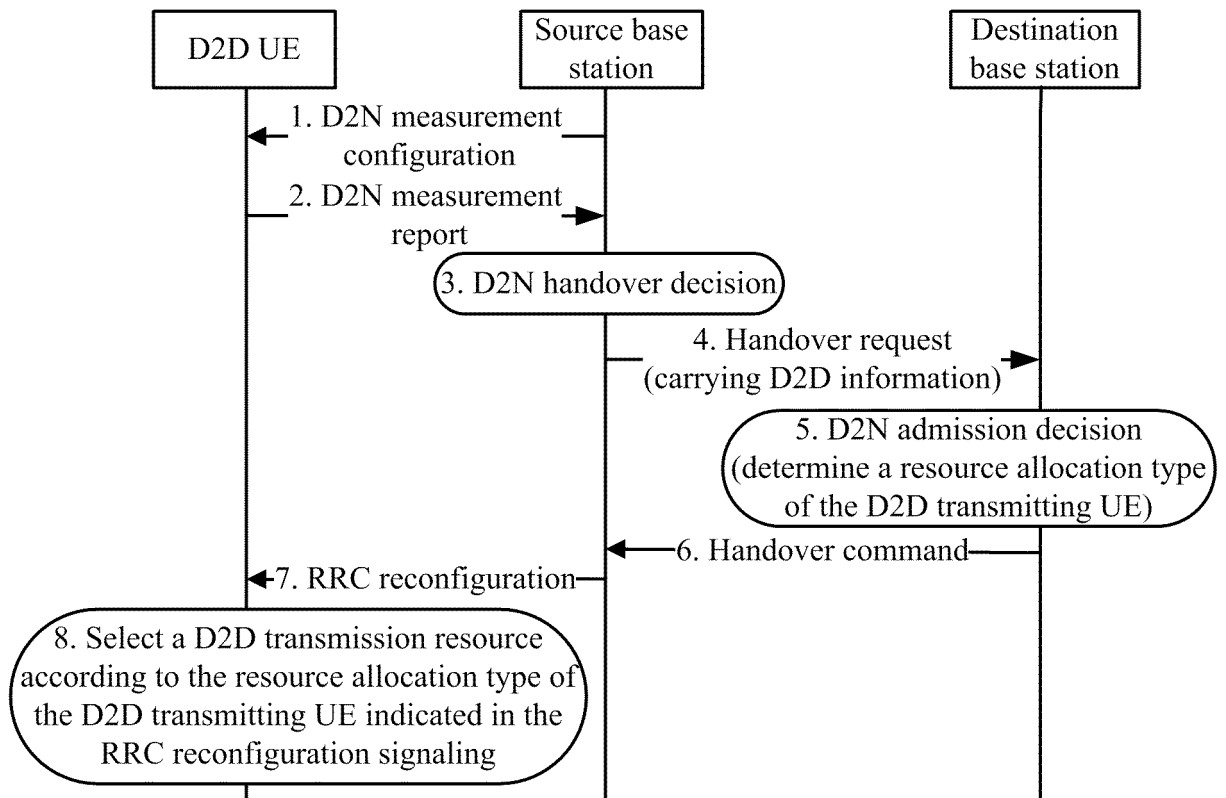 D2D UE
Source base
station
Destination
base station
1. D2N measurement
configuration
2. D2N measurement
report
3. D2N handover decision
4. Handover request
(carrying D2D information)
5. D2N admission decision
(determine a resource allocation type
of the D2D transmitting UE)
6. Handover command
7. RRC reconfiguration
8. Select a D2D transmission resource
according to the resource allocation type of
the D2D transmitting UE indicated in the
RRC reconfiguration signaling